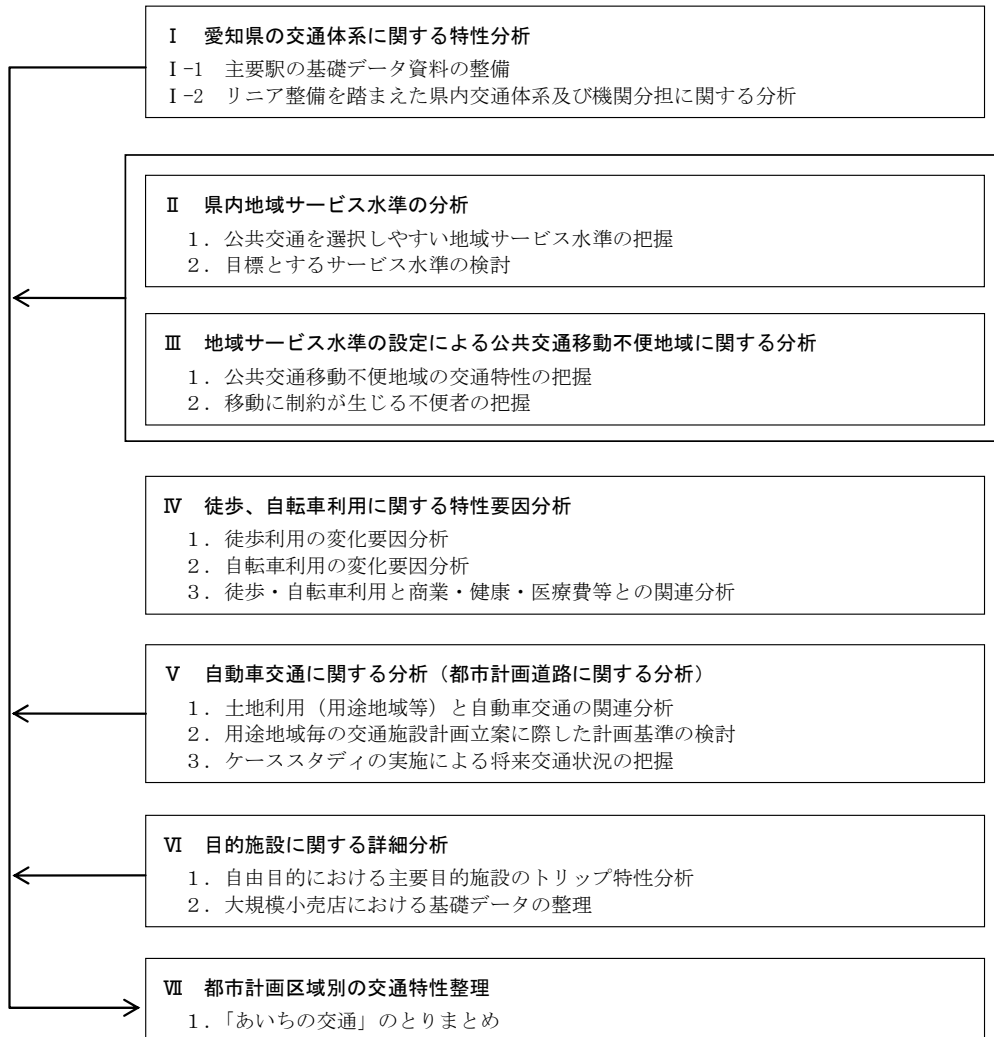 Ⅰ 愛知県の交通体系に関する特性分析
Ⅰ-1 主要駅の基礎データ資料の整備
Ⅰ-2 リニア整備を踏まえた県内交通体系及び機関分担に関する分析
Ⅱ 県内地域サービス水準の分析
１．公共交通を選択しやすい地域サービス水準の把握
２．目標とするサービス水準の検討
Ⅲ 地域サービス水準の設定による公共交通移動不便地域に関する分析
１．公共交通移動不便地域の交通特性の把握
２．移動に制約が生じる不便者の把握
Ⅳ 徒歩、自転車利用に関する特性要因分析
１．徒歩利用の変化要因分析
２．自転車利用の変化要因分析
３．徒歩・自転車利用と商業・健康・医療費等との関連分析
Ⅴ 自動車交通に関する分析（都市計画道路に関する分析）
１．土地利用（用途地域等）と自動車交通の関連分析
２．用途地域毎の交通施設計画立案に際した計画基準の検討
３．ケーススタディの実施による将来交通状況の把握
Ⅵ 目的施設に関する詳細分析
１．自由目的における主要目的施設のトリップ特性分析
２．大規模小売店における基礎データの整理
Ⅶ 都市計画区域別の交通特性整理
１．「あいちの交通」のとりまとめ